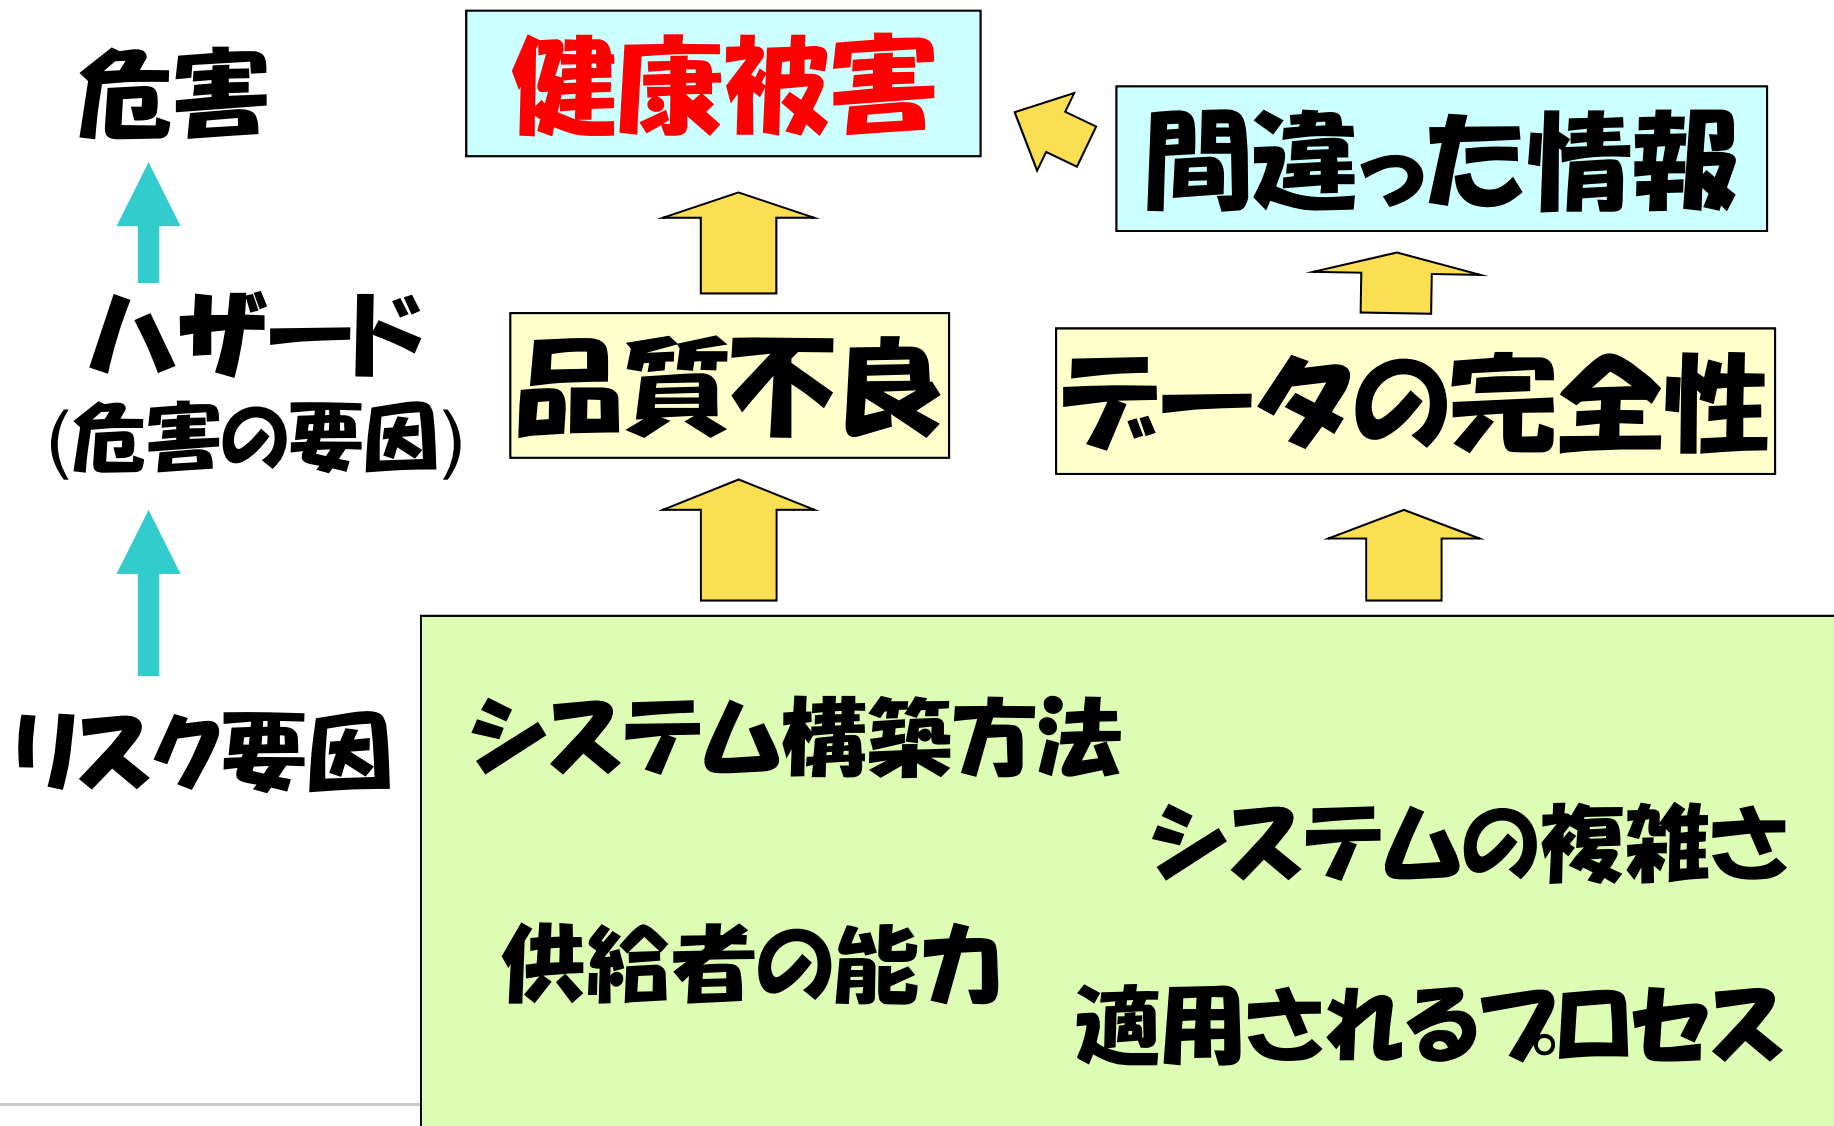 危害
健康被害
間違った情報
ハザード
(危害の要因)
品質不良
データの完全性
リスク要因
システム構築方法
システムの複雑さ
供給者の能力
適用されるプロセス